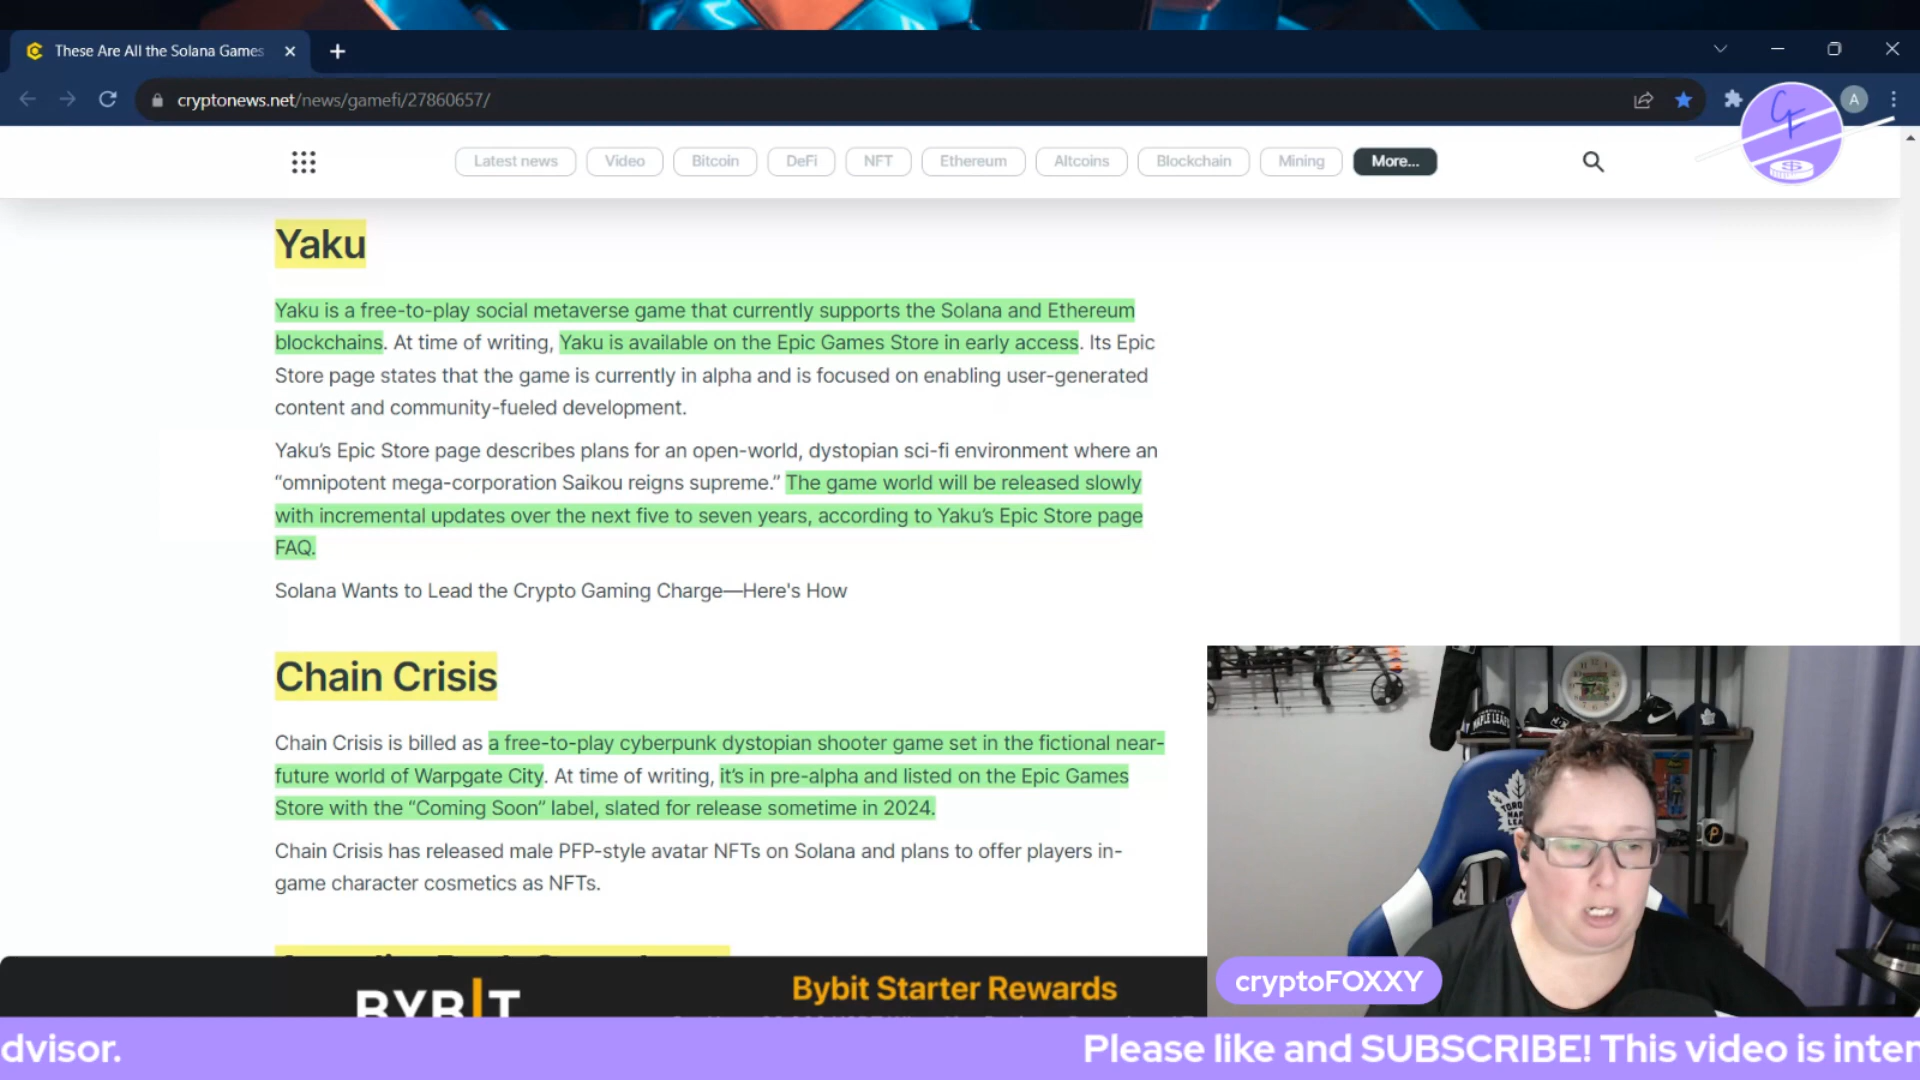 These Are All the Solana Games
cryptonews.net/news/gamefi/27860657/
A
Latest news
Video
Bitcoin
DeFi
NFT
Ethereum
Altcoins
Blockchain
Mining
More...
Yaku
Yaku is a free-to-play social metaverse game that currently supports the Solana and Ethereum
blockchains. At time of writing, Yaku is available on the Epic Games Store in early access. Its Epic
Store page states that the game is currently in alpha and is focused on enabling user-generated
content and community-fueled development.
Yaku’s Epic Store page describes plans for an open-world, dystopian sci-fi environment where an
“omnipotent mega-corporation Saikou reigns supreme.” The game world will be released slowly
with incremental updates over the next five to seven years, according to Yaku’s Epic Store page
FAQ.
Solana Wants to Lead the Crypto Gaming Charge—Here's How
Chain Crisis
Chain Crisis is billed as a free-to-play cyberpunk dystopian shooter game set in the fictional near-
future world of Warpgate City. At time of writing, it’s in pre-alpha and listed on the Epic Games
Store with the “Coming Soon” label, slated for release sometime in 2024.
Chain Crisis has released male PFP-style avatar NFTs on Solana and plans to offer players in-
game character cosmetics as NFTs.
BYBIT
Bybit Starter Rewards
cryptoFOXXY
dvisor.
Please like and SUBSCRIBE! This video is inten